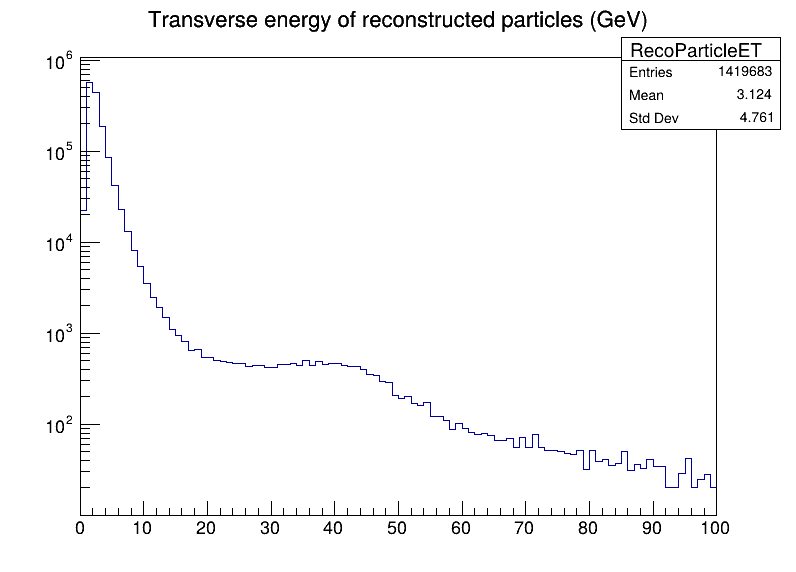 Transverse energy of reconstructed particles (GeV)
RecoParticleET
Entries 1419683
Mean 3.124
Std Dev 4.761
10^6
10^5
10^4
10^3
10^2
0 10 20 30 40 50 60 70 80 90 100